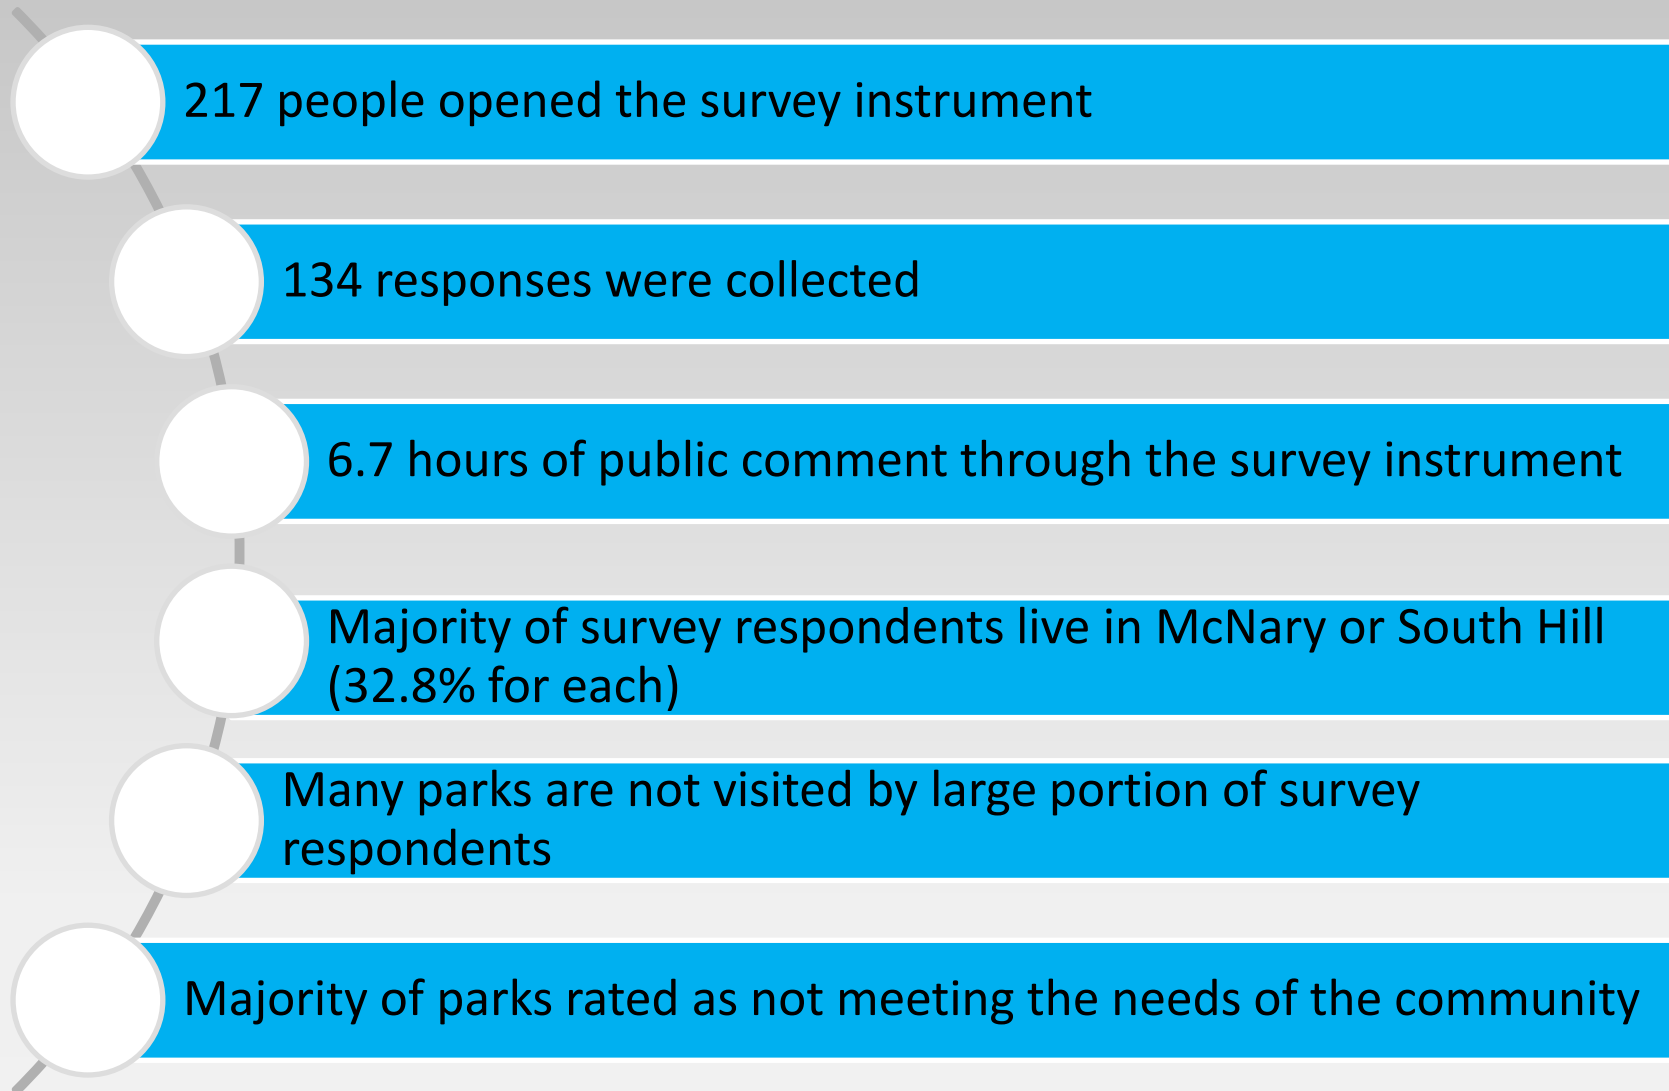 217 people opened the survey instrument
134 responses were collected
6.7 hours of public comment through the survey instrument
Majority of survey respondents live in McNary or South Hill
(32.8% for each)
Many parks are not visited by large portion of survey
respondents
Majority of parks rated as not meeting the needs of the community